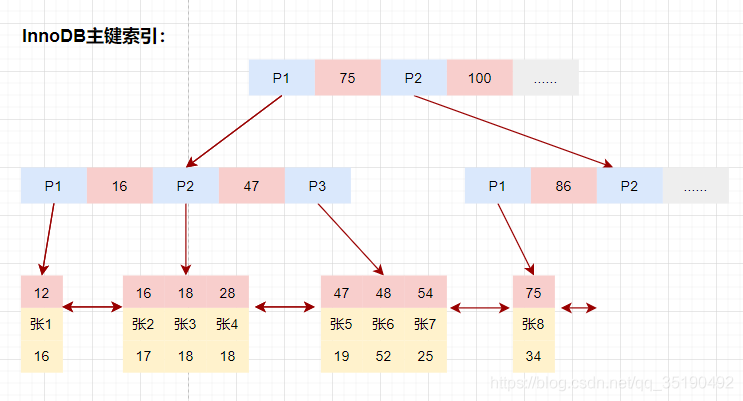 InnoDB主键索引：
P1 75 P2 100 ......
P1 16 P2 47 P3
P1 86 P2 ......
12
张1
16
16 18 28
张2 张3 张4
17 18 18
47 48 54
张5 张6 张7
19 52 25
75
张8
34
https://blog.csdn.net/qq_35190492